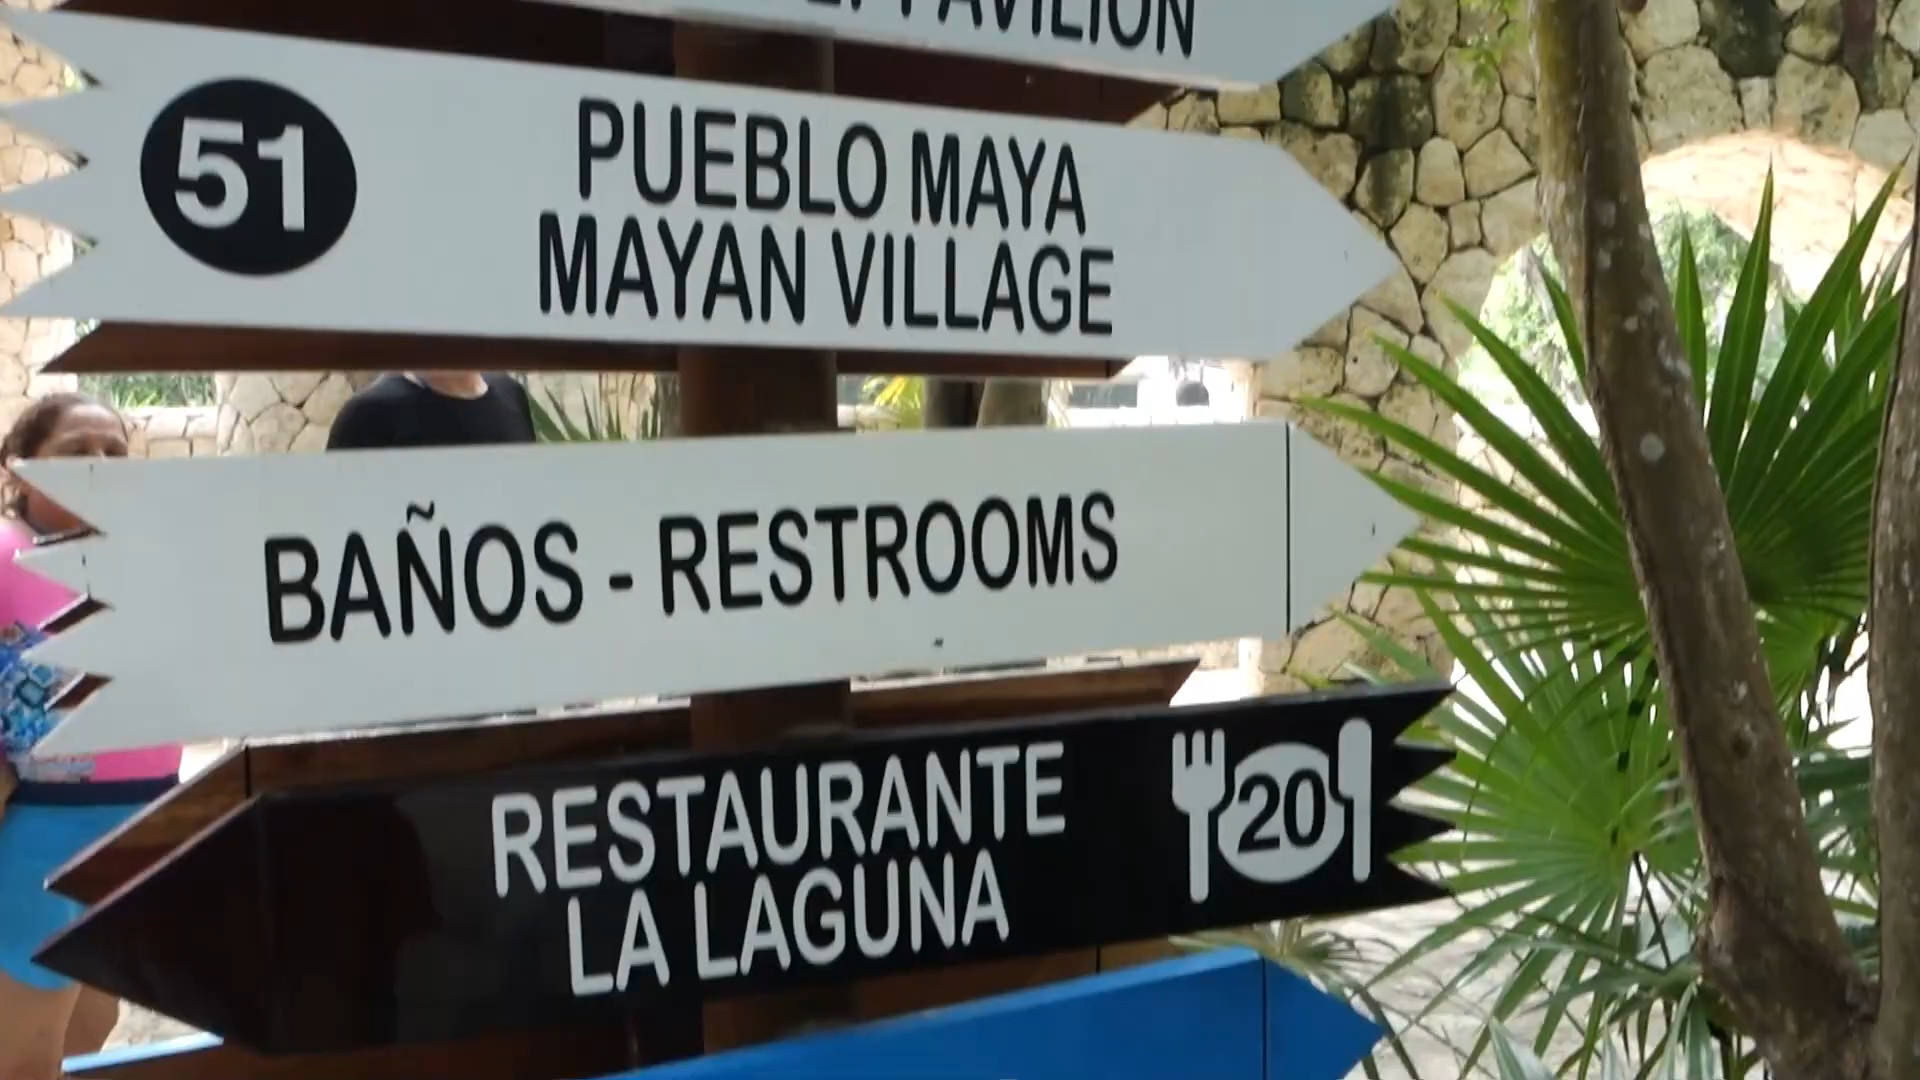 PAVILION
51
PUEBLO MAYA
MAYAN VILLAGE
BAÑOS - RESTROOMS
RESTAURANTE
LA LAGUNA
20